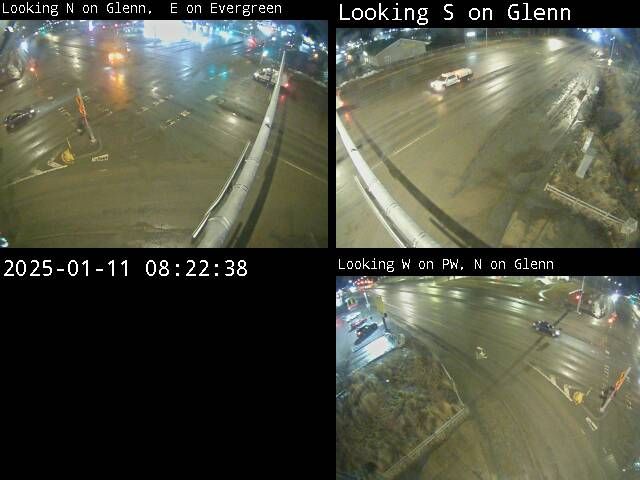 Looking N on Glenn,  E on Evergreen
Looking S on Glenn
2025-01-11 08:22:38
Looking W on PW, N on Glenn